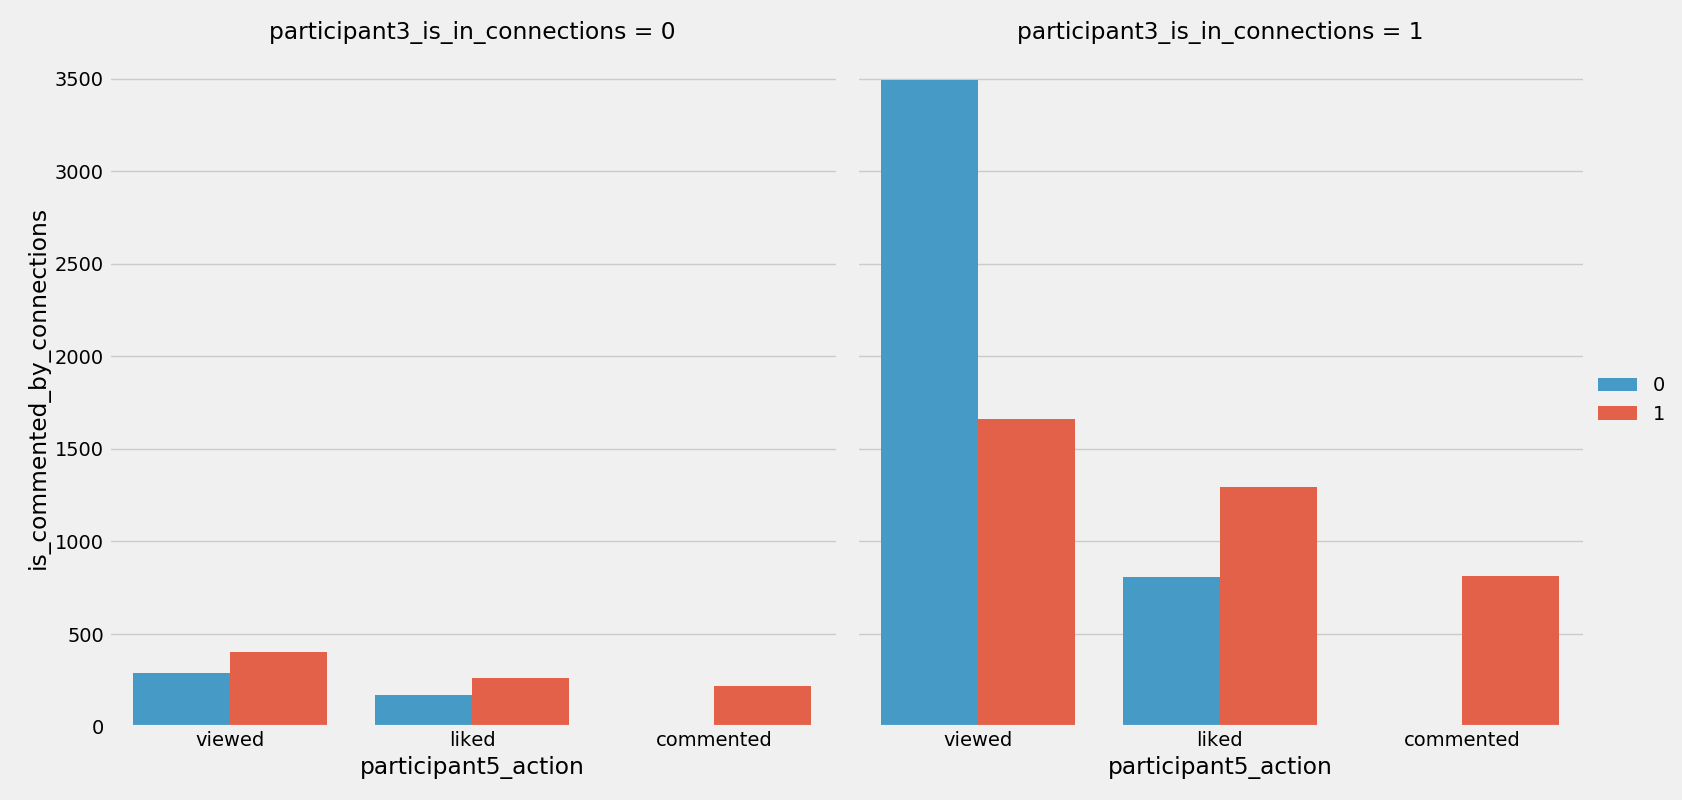 participant3_is_in_connections = 0
participant3_is_in_connections = 1
is_commented_by_connections
3500
3000
2500
2000
1500
1000
500
0
viewed
liked
commented
participant5_action
viewed
liked
commented
participant5_action
0
1